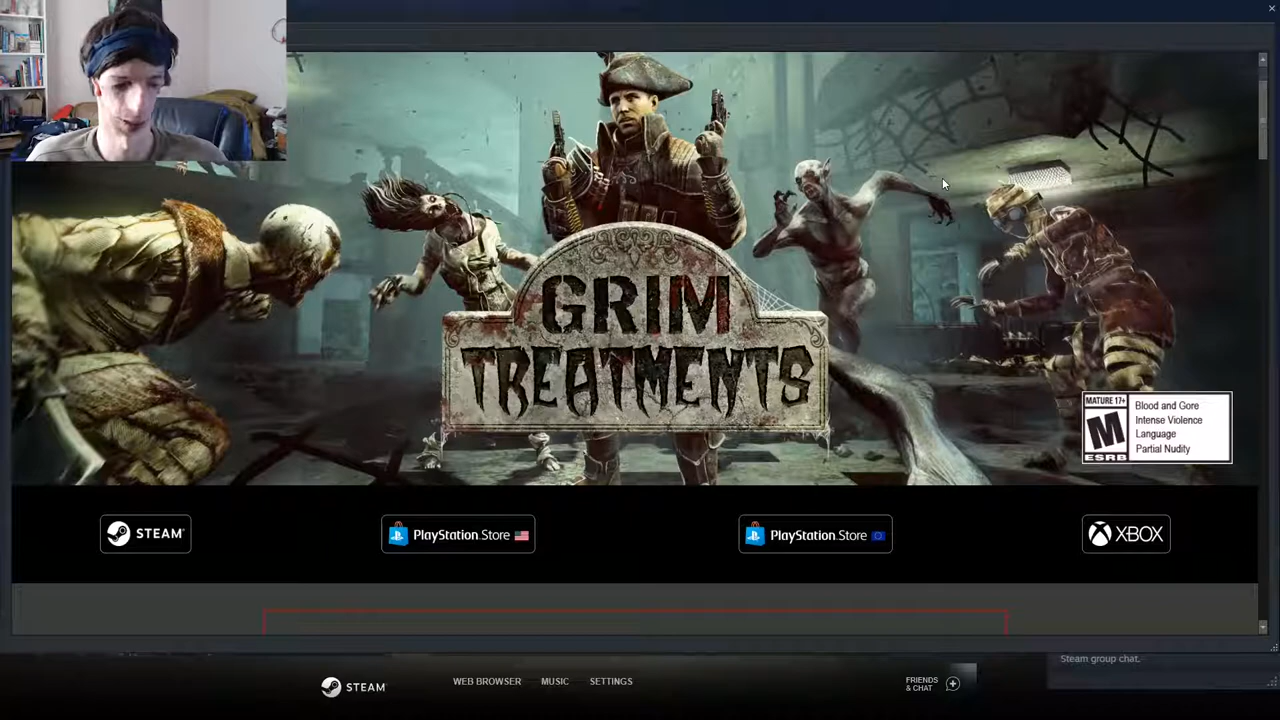 GRIM
TREATMENTS
MATURE 17+
M
ESRB
Blood and Gore
Intense Violence
Language
Partial Nudity
STEAM
PlayStation.Store
PlayStation.Store
XBOX
Steam group chat.
STEAM
WEB BROWSER
MUSIC
SETTINGS
FRIENDS
& CHAT